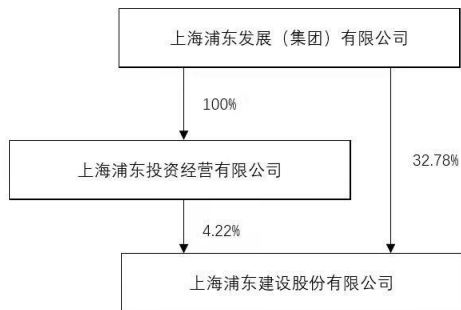 上海浦东发展（集团）有限公司
100%
上海浦东投资经营有限公司
32.78%
4.22%
上海浦东建设股份有限公司